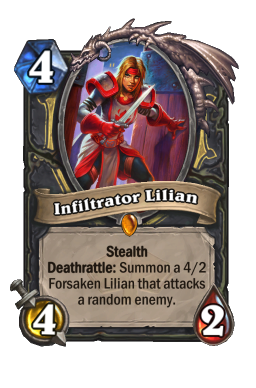 4
Infiltrator Lilian
Stealth
Deathrattle: Summon a 4/2
Forsaken Lilian that attacks
a random enemy.
4
2